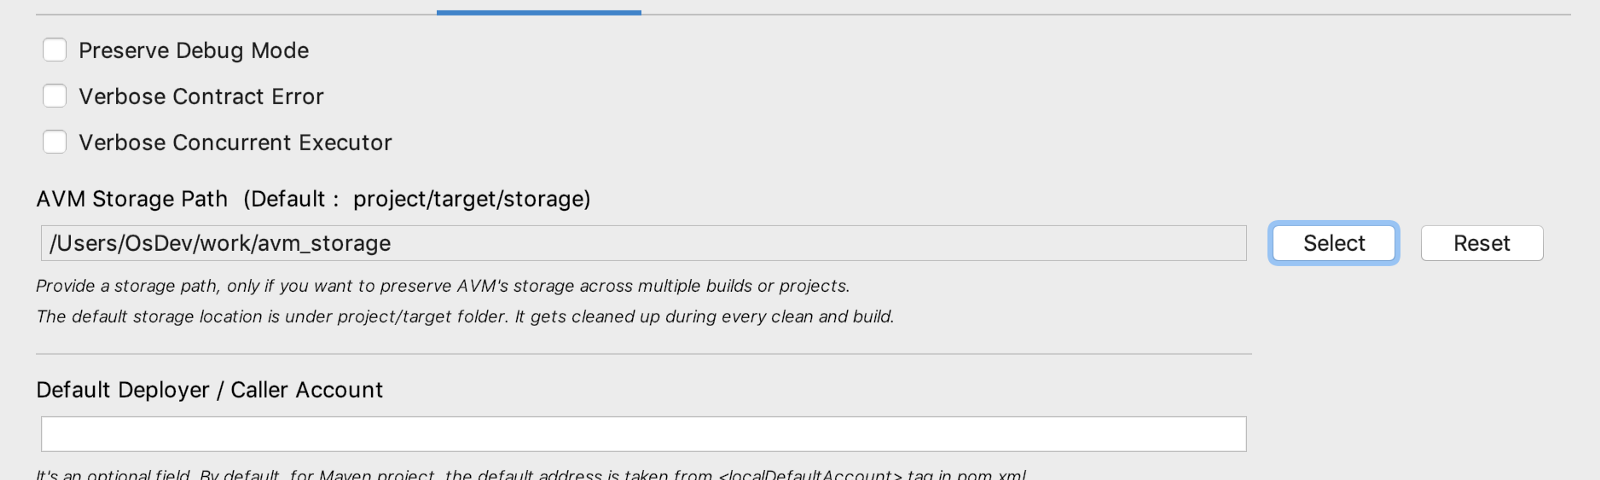 Preserve Debug Mode
Verbose Contract Error
Verbose Concurrent Executor
AVM Storage Path (Default : project/target/storage)
/Users/OsDev/work/avm_storage Select Reset
Provide a storage path, only if you want to preserve AVM's storage across multiple builds or projects.
The default storage location is under project/target folder. It gets cleaned up during every clean and build.
Default Deployer / Caller Account
It's an optional field. By default, for Maven project, the default address is taken from <localDefaultAccount> tag in pom.xml